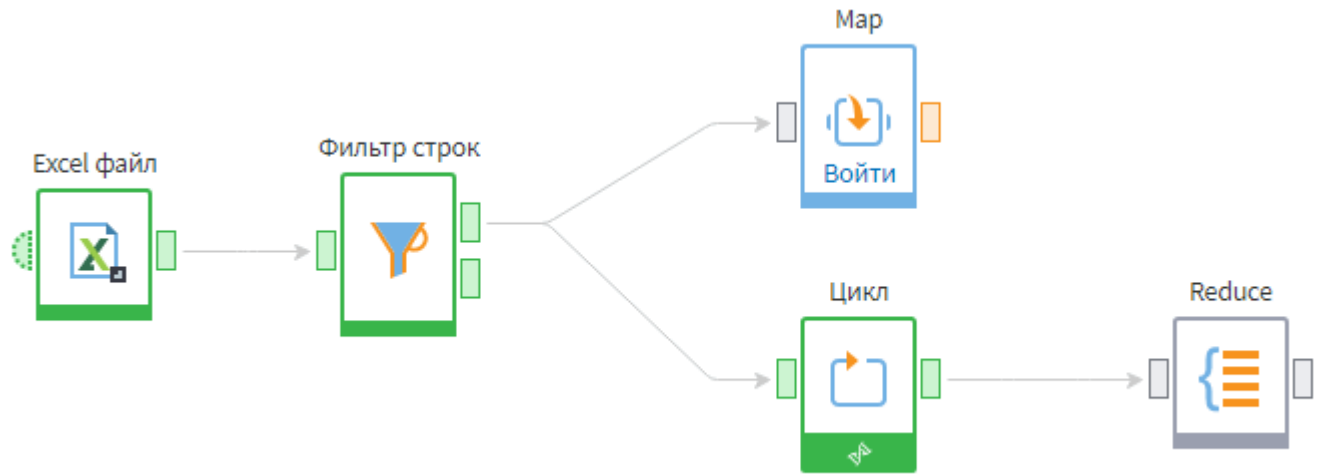 Map
Войти
Фильтр строк
Excel файл
Цикл
Reduce